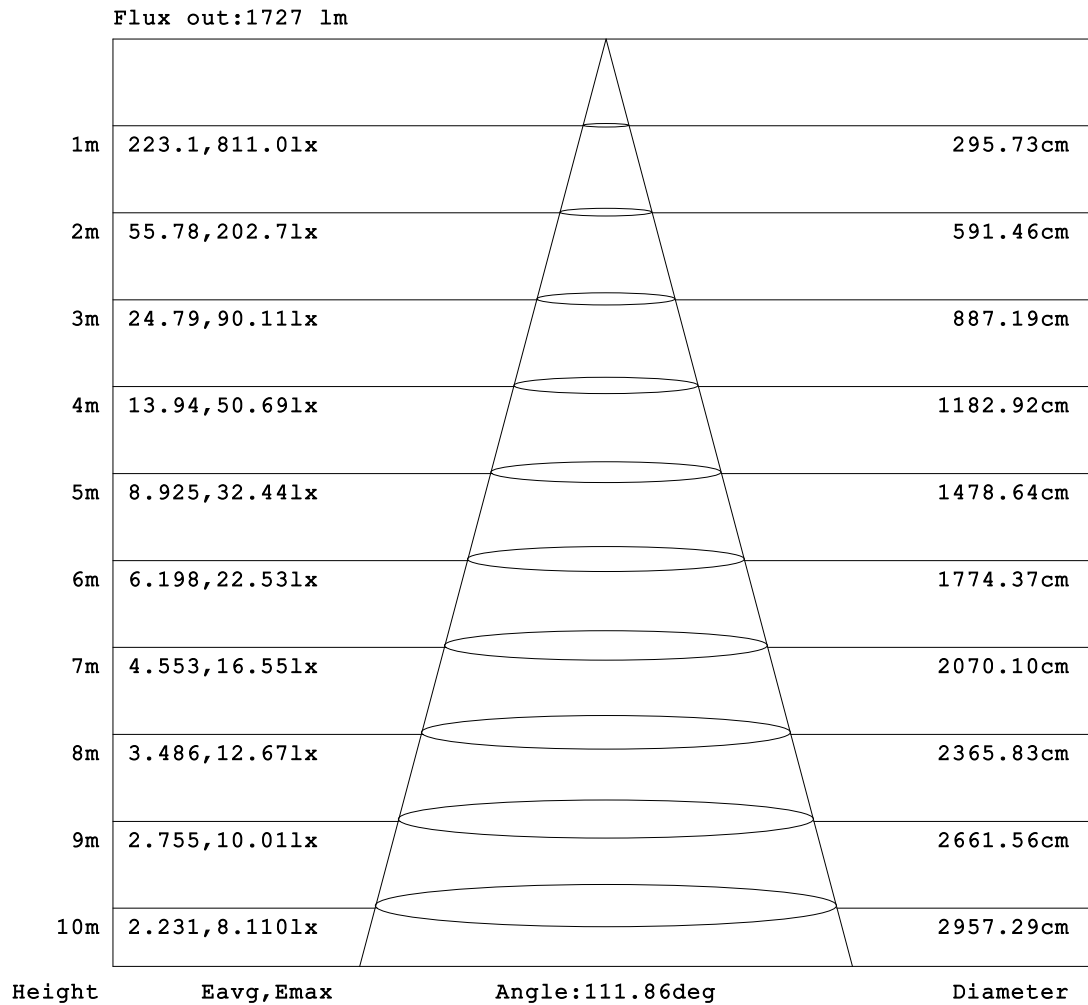 Flux out:1727 lm
1m 223.1,811.0lx 295.73cm
2m 55.78,202.7lx 591.46cm
3m 24.79,90.11lx 887.19cm
4m 13.94,50.69lx 1182.92cm
5m 8.925,32.44lx 1478.64cm
6m 6.198,22.53lx 1774.37cm
7m 4.553,16.55lx 2070.10cm
8m 3.486,12.67lx 2365.83cm
9m 2.755,10.01lx 2661.56cm
10m 2.231,8.110lx 2957.29cm
Height Eavg,Emax Angle:111.86deg Diameter